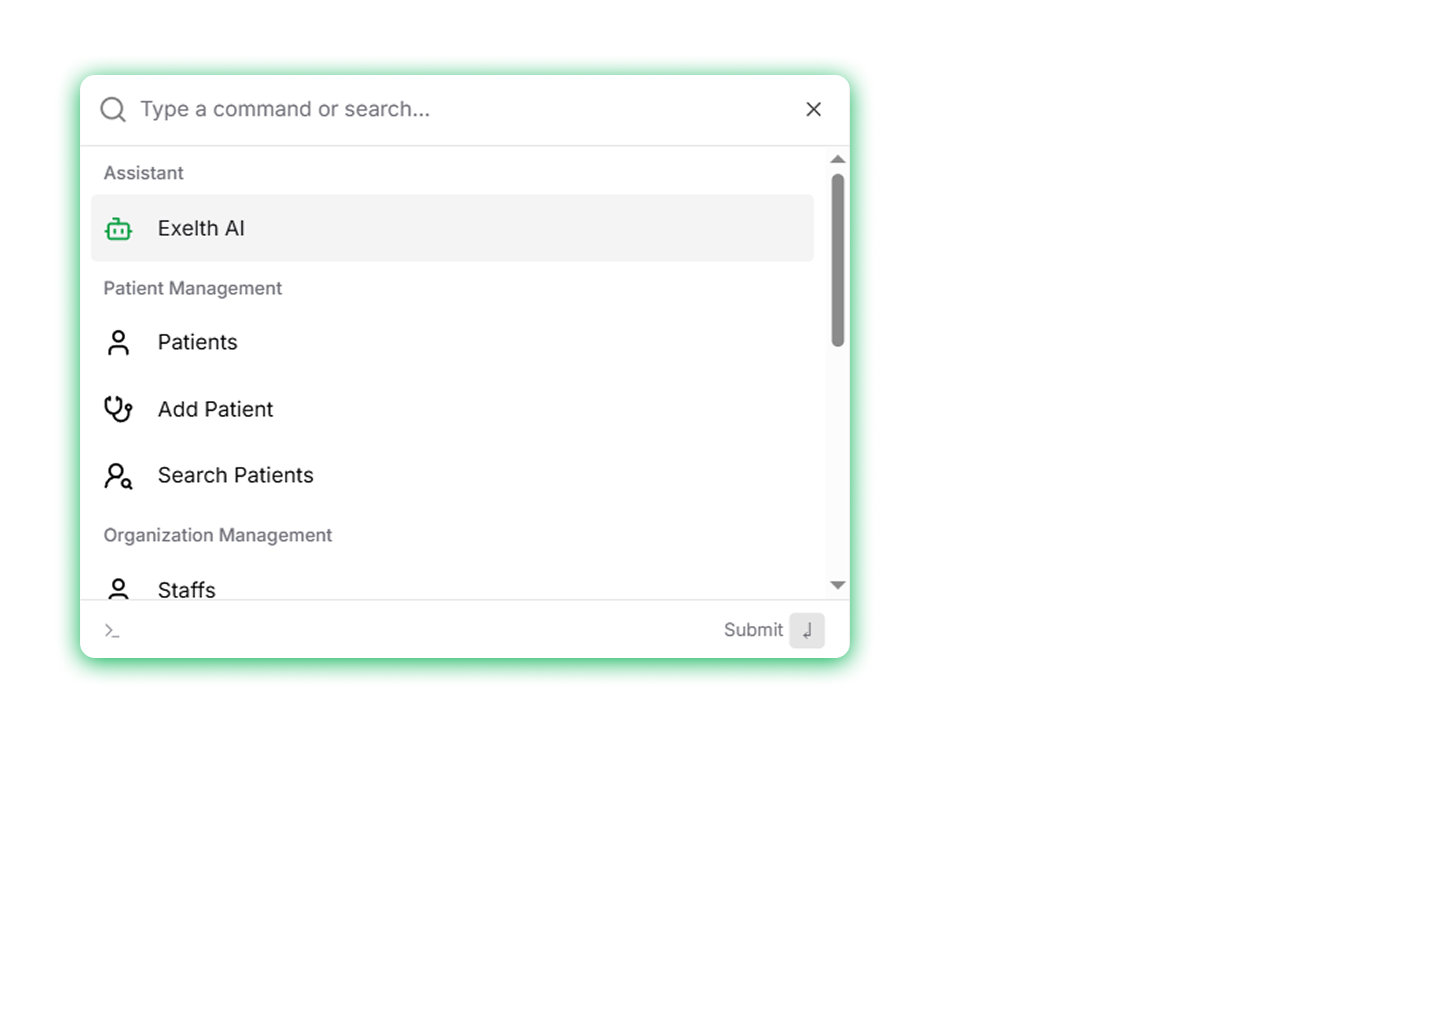 Type a command or search...
Assistant
Exelth AI
Patient Management
Patients
Add Patient
Search Patients
Organization Management
Staffs
Submit